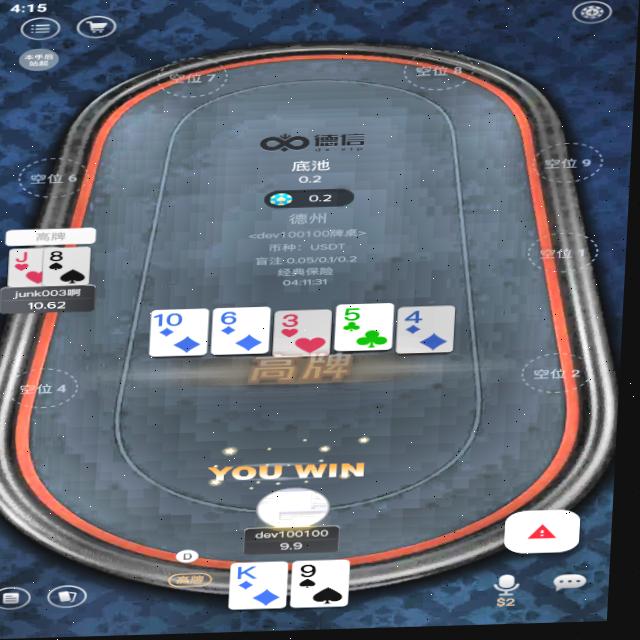 4:15
本手后
站起
空位 7
空位 8
德信
dx.vip
底池
0.2
0.2
空位 6
空位 9
德州
<dev100100牌桌>
币种：USDT
盲注:0.05/0.1/0.2
经典保险
04:11:31
空位 1
高牌
J 8
junk003啊
10.62
10 6 3 5 4
高牌
空位 4
空位 2
YOU WIN
dev100100
9.9
D
高牌
K 9
$2